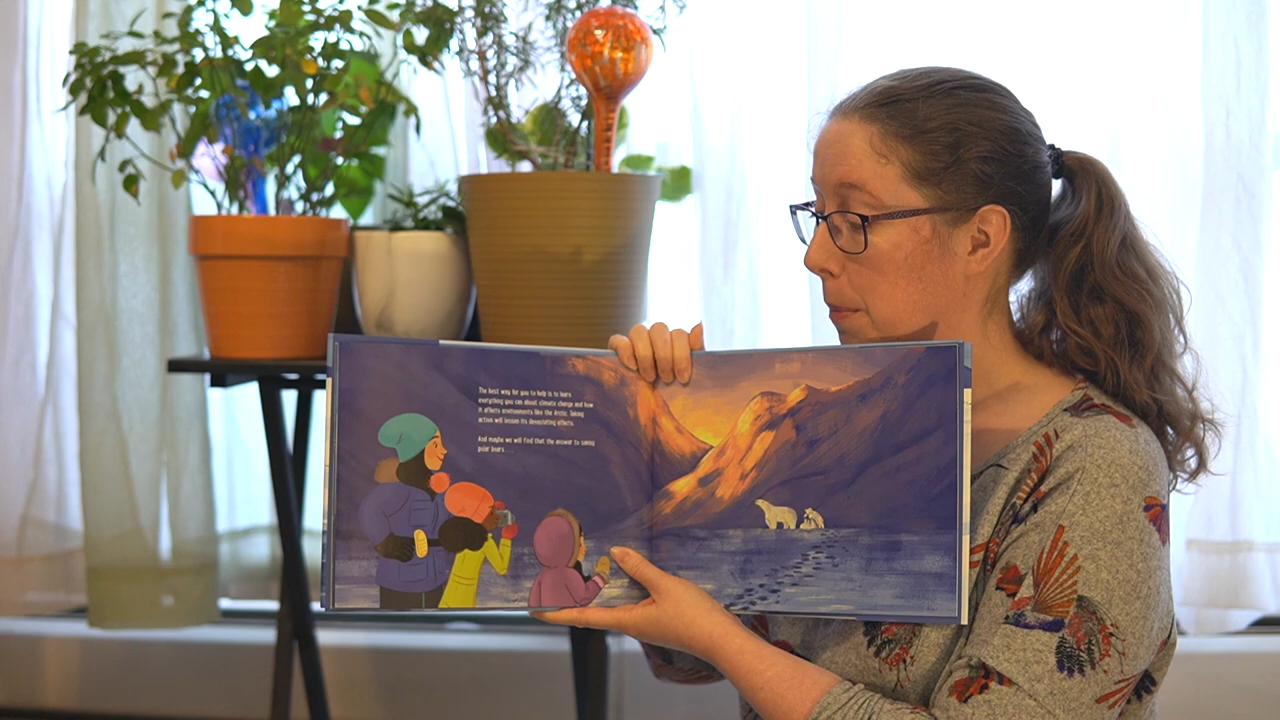 The best way for you to help is to learn
everything you can about climate change and how
it affects environments like the Arctic. Taking
action will lessen its devastating effects.
And maybe we will find that the answer to saving
polar bears . . .